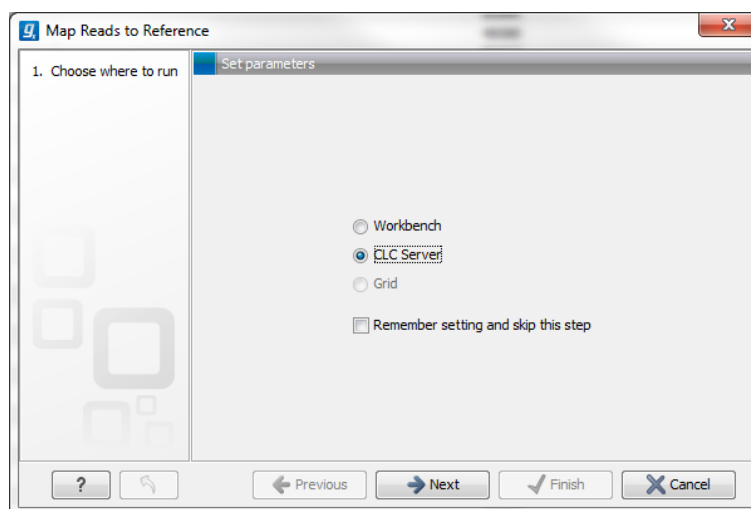 Map Reads to Reference
1. Choose where to run
Set parameters
Workbench
CLC Server
Grid
Remember setting and skip this step
?
Previous
Next
Finish
Cancel